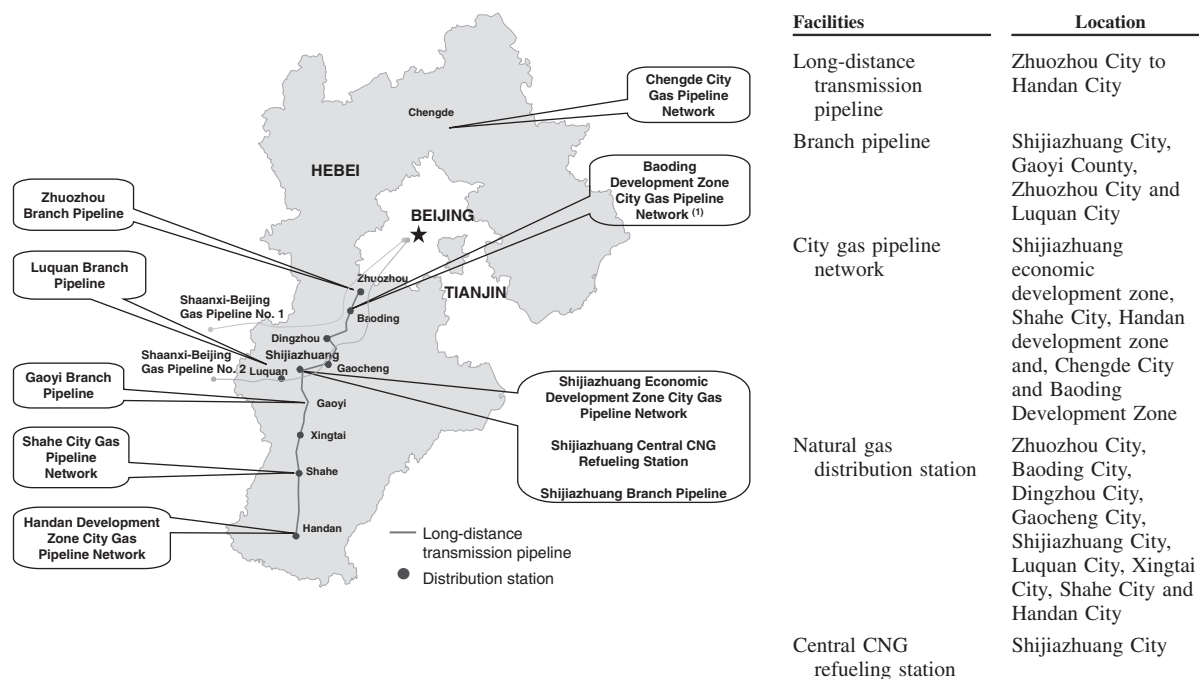 Chengde City
Gas Pipeline
Network
Chengde
HEBEI
Baoding
Development Zone
City Gas Pipeline
Network (1)
Zhuozhou
Branch Pipeline
BEIJING
Luquan Branch
Pipeline
Zhuozhou
TIANJIN
Shaanxi-Beijing
Gas Pipeline No. 1
Baoding
Dingzhou
Shijiazhuang
Shaanxi-Beijing
Gas Pipeline No. 2
Luquan
Gaocheng
Gaoyi Branch
Pipeline
Gaoyi
Shijiazhuang Economic
Development Zone City Gas
Pipeline Network
Shijiazhuang Central CNG
Refueling Station
Shijiazhuang Branch Pipeline
Xingtai
Shahe City Gas
Pipeline
Network
Shahe
Handan Development
Zone City Gas
Pipeline Network
Handan
Long-distance
transmission pipeline
Distribution station
Facilities
Location
Long-distance
transmission
pipeline
Zhuozhou City to
Handan City
Branch pipeline
Shijiazhuang City,
Gaoyi County,
Zhuozhou City and
Luquan City
City gas pipeline
network
Shijiazhuang
economic
development zone,
Shahe City, Handan
development zone
and, Chengde City
and Baoding
Development Zone
Natural gas
distribution station
Zhuozhou City,
Baoding City,
Dingzhou City,
Gaocheng City,
Shijiazhuang City,
Luquan City, Xingtai
City, Shahe City and
Handan City
Central CNG
refueling station
Shijiazhuang City